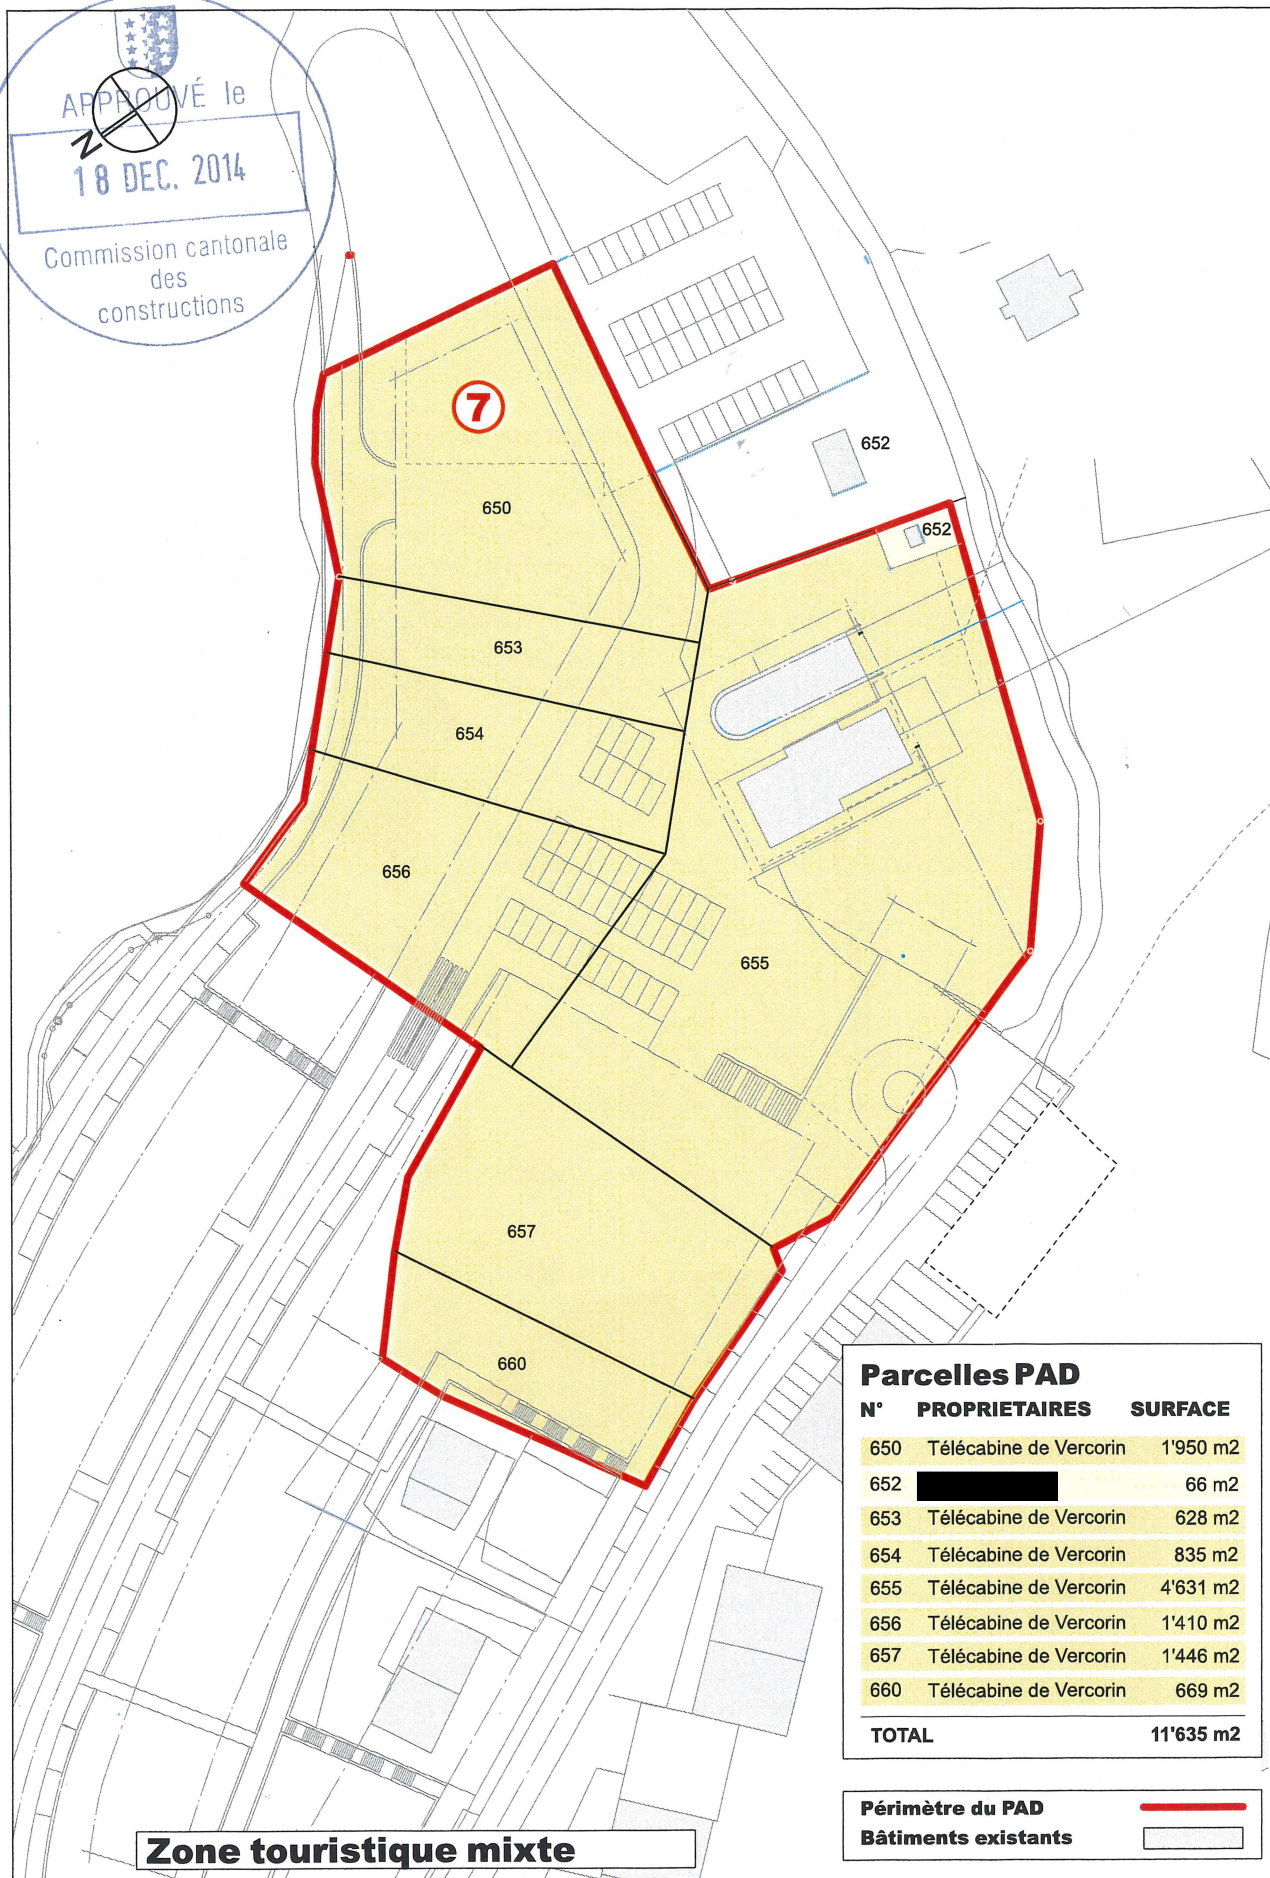 APPROUVÉ le
N
18 DEC. 2014
Commission cantonale
des
constructions
7
652
650
652
653
654
656
655
657
660
Parcelles PAD
N° PROPRIETAIRES SURFACE
650 Télécabine de Vercorin 1'950 m2
652 66 m2
653 Télécabine de Vercorin 628 m2
654 Télécabine de Vercorin 835 m2
655 Télécabine de Vercorin 4'631 m2
656 Télécabine de Vercorin 1'410 m2
657 Télécabine de Vercorin 1'446 m2
660 Télécabine de Vercorin 669 m2
TOTAL 11'635 m2
Périmètre du PAD
Bâtiments existants
Zone touristique mixte